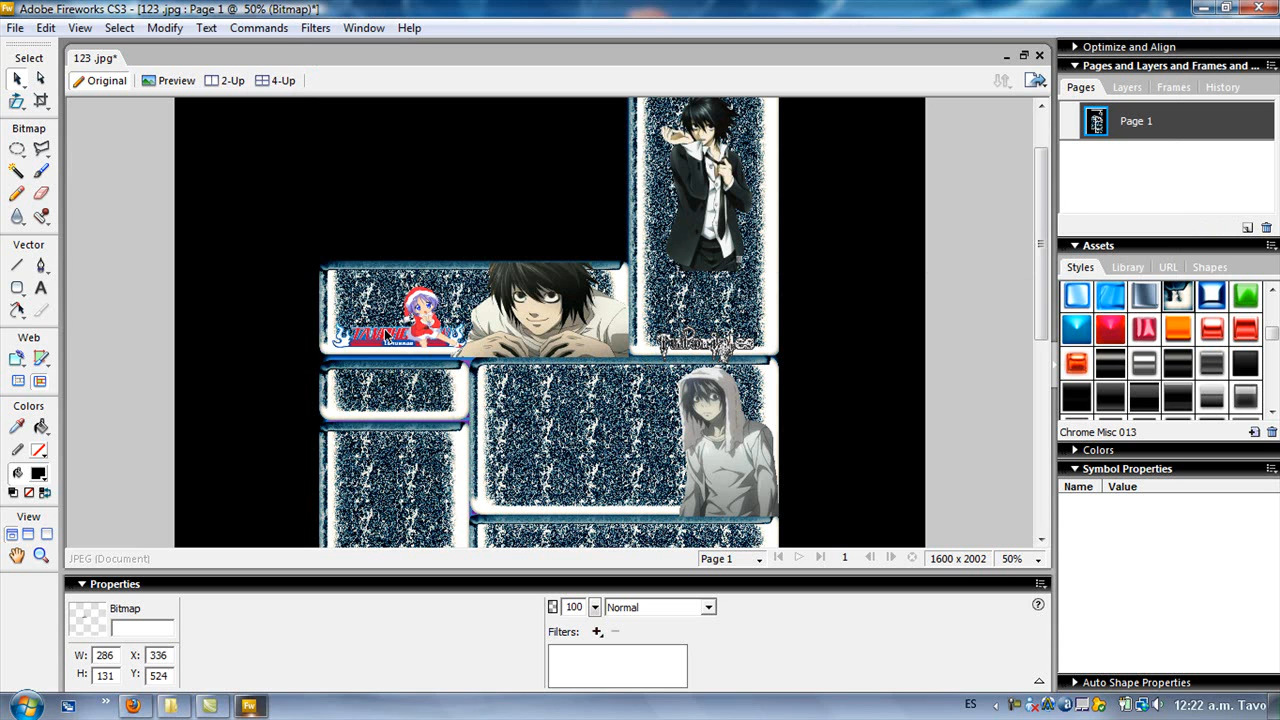 Adobe Fireworks CS3 - [123 .jpg : Page 1 @ 50% (Bitmap)*]
File Edit View Select Modify Text Commands Filters Window Help
Select
123 .jpg*
Original Preview 2-Up 4-Up
Bitmap
Vector
Web
Colors
View
JPEG (Document)
Page 1
1
1600 x 2002
50%
Properties
Bitmap
W: 286 X: 336
H: 131 Y: 524
100
Normal
Filters:
Optimize and Align
Pages and Layers and Frames and ...
Pages Layers Frames History
Page 1
Assets
Styles Library URL Shapes
Chrome Misc 013
Colors
Symbol Properties
Name Value
Auto Shape Properties
Fw
ES
12:22 a.m. Tavo